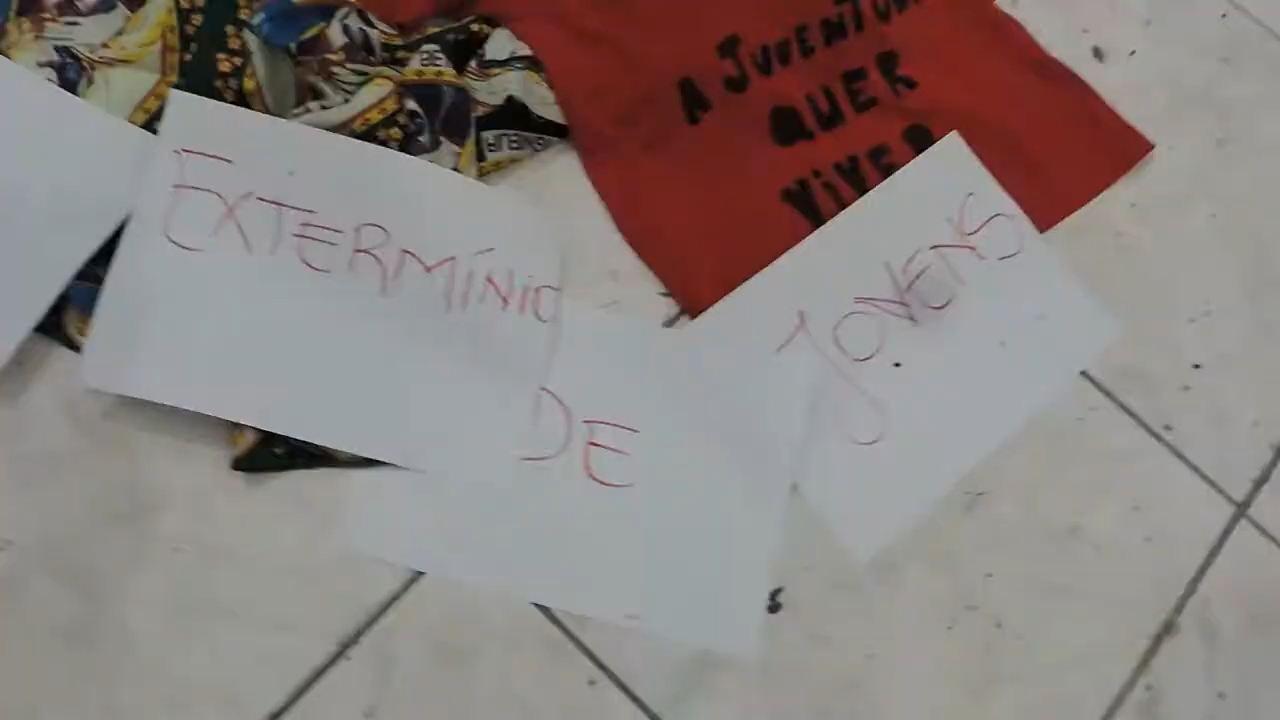 A JUVENTUDE
QUER
VIVER
EXTERMÍNIO
DE
JOVENS